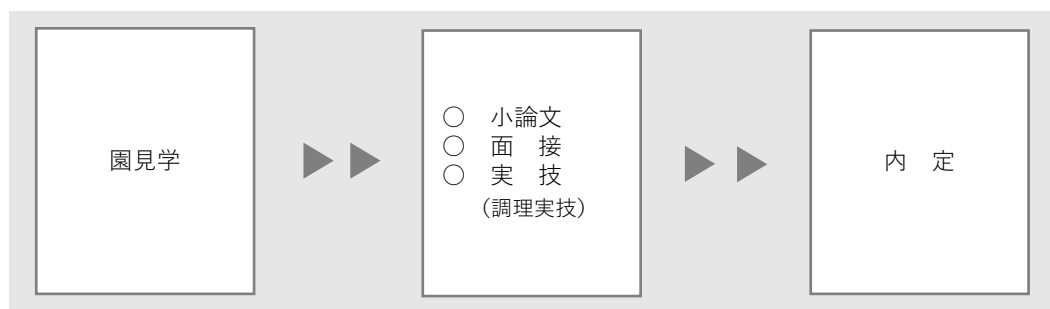 園見学
○ 小論文
○ 面　接
○ 実　技
（調理実技）
内　定